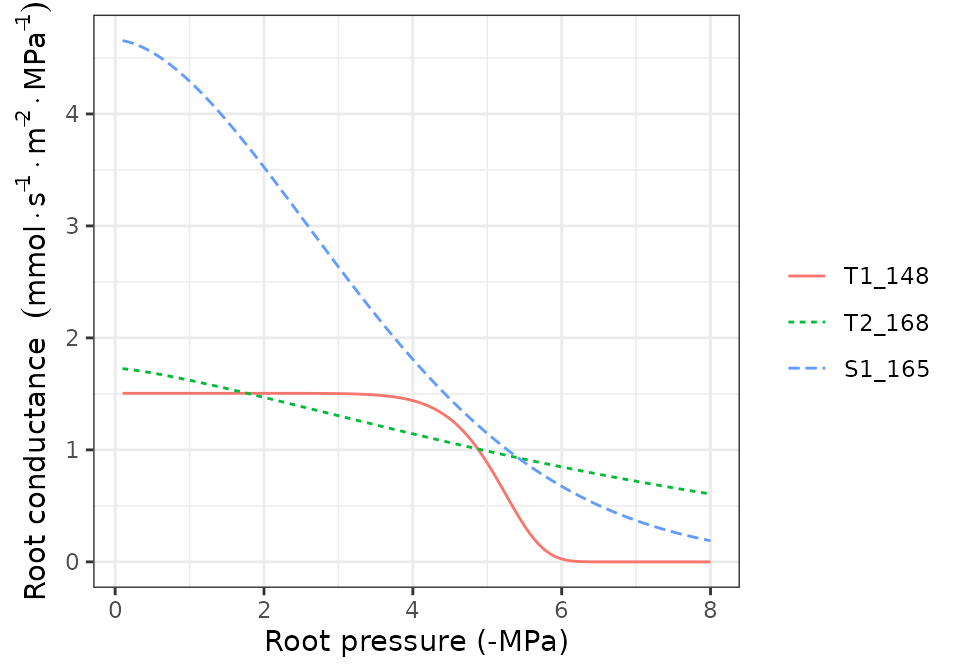 Root conductance (mmol · s⁻¹ · m⁻² · MPa⁻¹)
4
3
2
1
0
0 2 4 6 8
Root pressure (-MPa)
T1_148
T2_168
S1_165